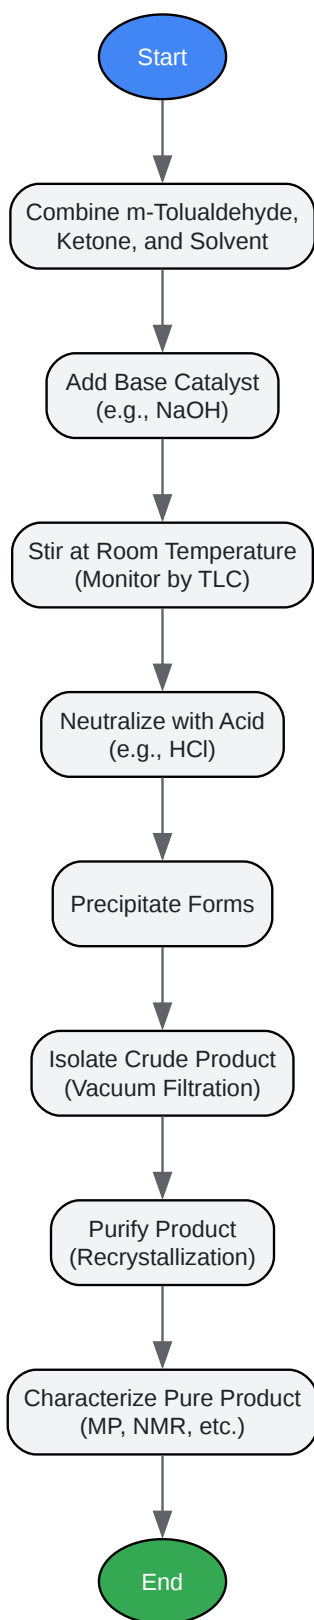 Start
Combine m-Tolualdehyde,
Ketone, and Solvent
Add Base Catalyst
(e.g., NaOH)
Stir at Room Temperature
(Monitor by TLC)
Neutralize with Acid
(e.g., HCl)
Precipitate Forms
Isolate Crude Product
(Vacuum Filtration)
Purify Product
(Recrystallization)
Characterize Pure Product
(MP, NMR, etc.)
End